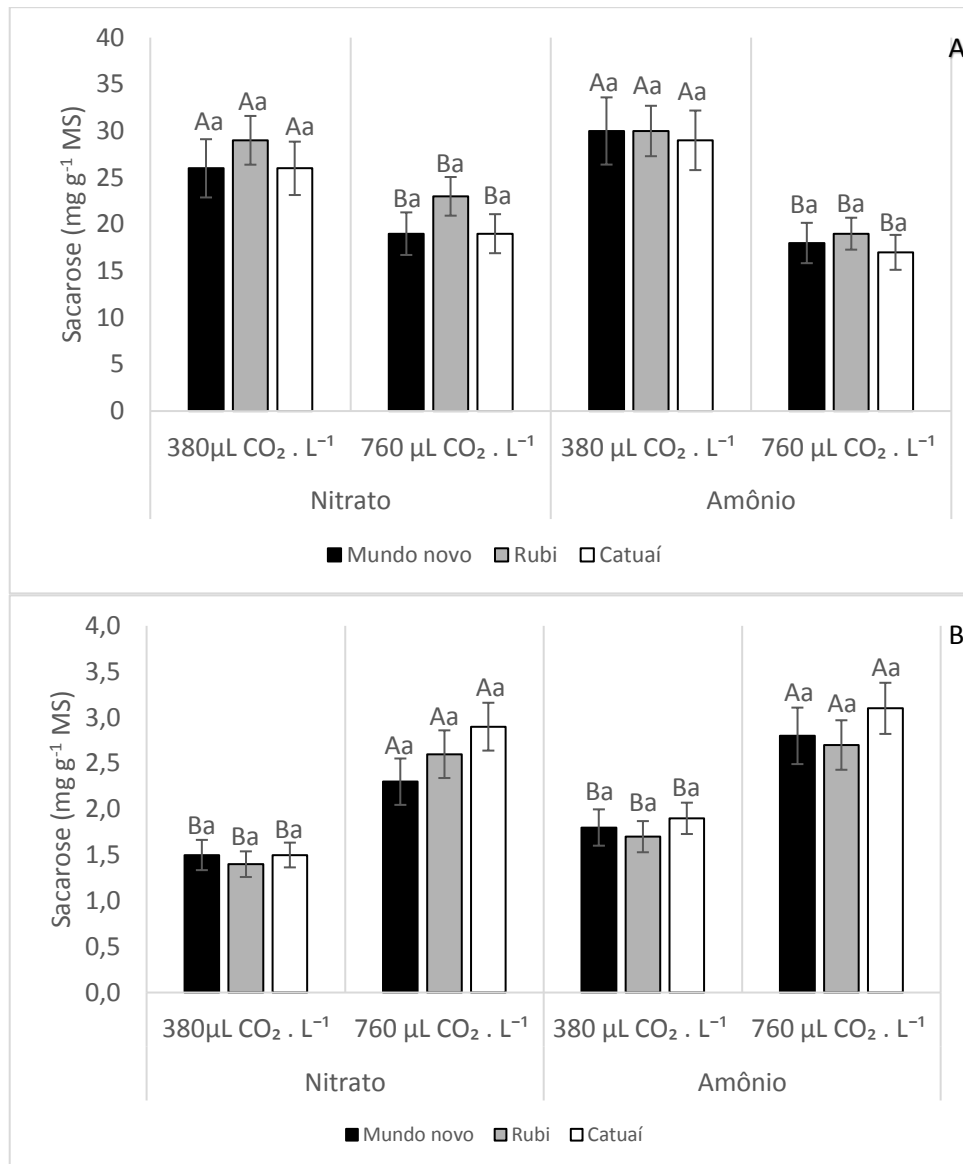 A
Sacarose (mg g⁻¹ MS)
40
35
30
25
20
15
10
5
0
Aa Aa Aa Ba Ba Ba Aa Aa Aa Ba Ba Ba
380µL CO₂ . L⁻¹ 760 µL CO₂ . L⁻¹ 380 µL CO₂ . L⁻¹ 760 µL CO₂ . L⁻¹
Nitrato Amônio
Mundo novo Rubi Catuaí
B
Sacarose (mg g⁻¹ MS)
4,0
3,5
3,0
2,5
2,0
1,5
1,0
0,5
0,0
Ba Ba Ba Aa Aa Aa Ba Ba Ba Aa Aa Aa
380µL CO₂ . L⁻¹ 760 µL CO₂ . L⁻¹ 380 µL CO₂ . L⁻¹ 760 µL CO₂ . L⁻¹
Nitrato Amônio
Mundo novo Rubi Catuaí